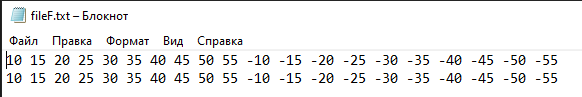 fileF.txt – Блокнот
Файл Правка Формат Вид Справка
10 15 20 25 30 35 40 45 50 55 -10 -15 -20 -25 -30 -35 -40 -45 -50 -55
10 15 20 25 30 35 40 45 50 55 -10 -15 -20 -25 -30 -35 -40 -45 -50 -55